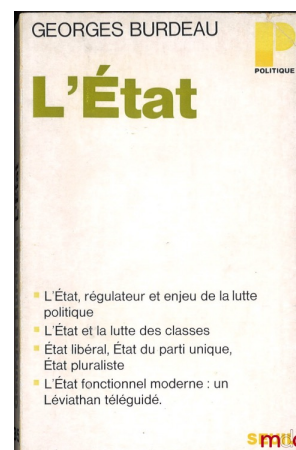 GEORGES BURDEAU
P
POLITIQUE
L'État
L'État, régulateur et enjeu de la lutte
politique
L'État et la lutte des classes
État libéral, État du parti unique,
État pluraliste
L'État fonctionnel moderne : un
Léviathan téléguidé.